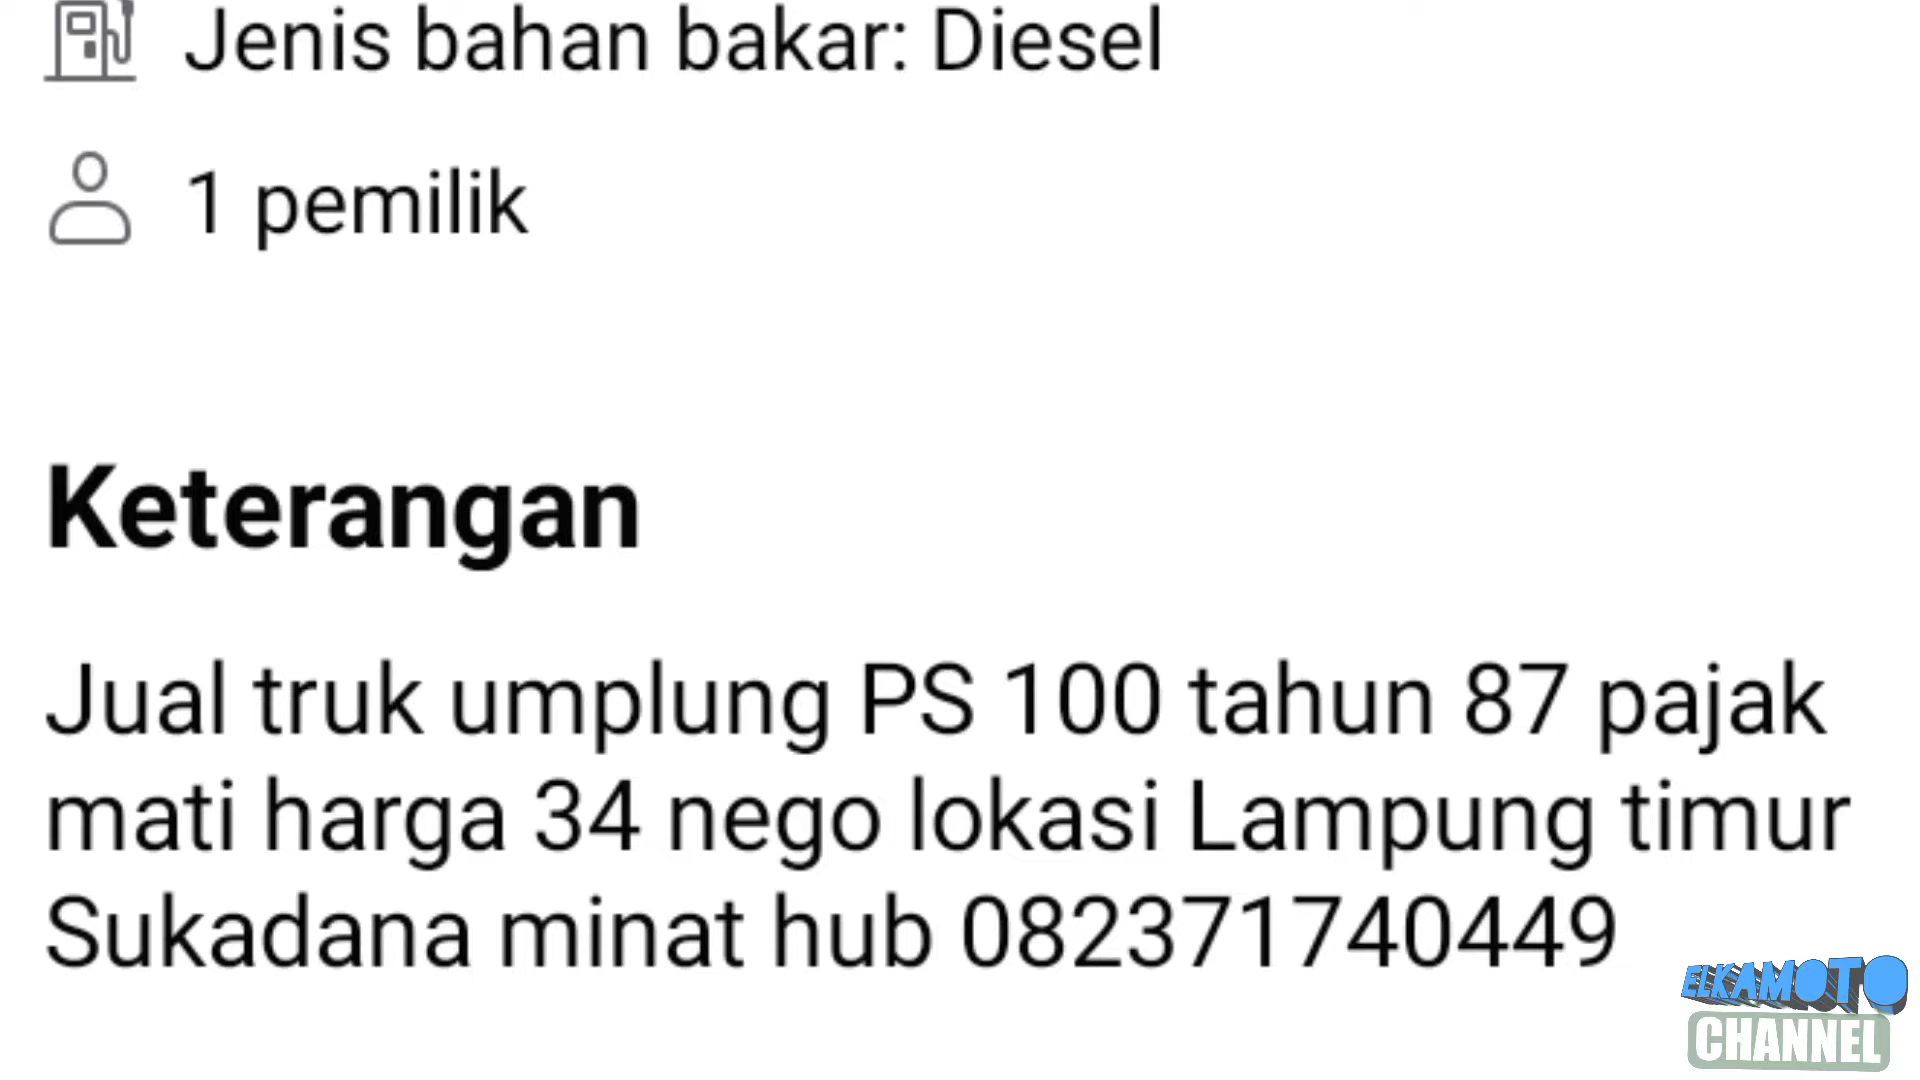 Jenis bahan bakar: Diesel
1 pemilik
Keterangan
Jual truk umplung PS 100 tahun 87 pajak
mati harga 34 nego lokasi Lampung timur
Sukadana minat hub 082371740449
ELKAMOTO
CHANNEL